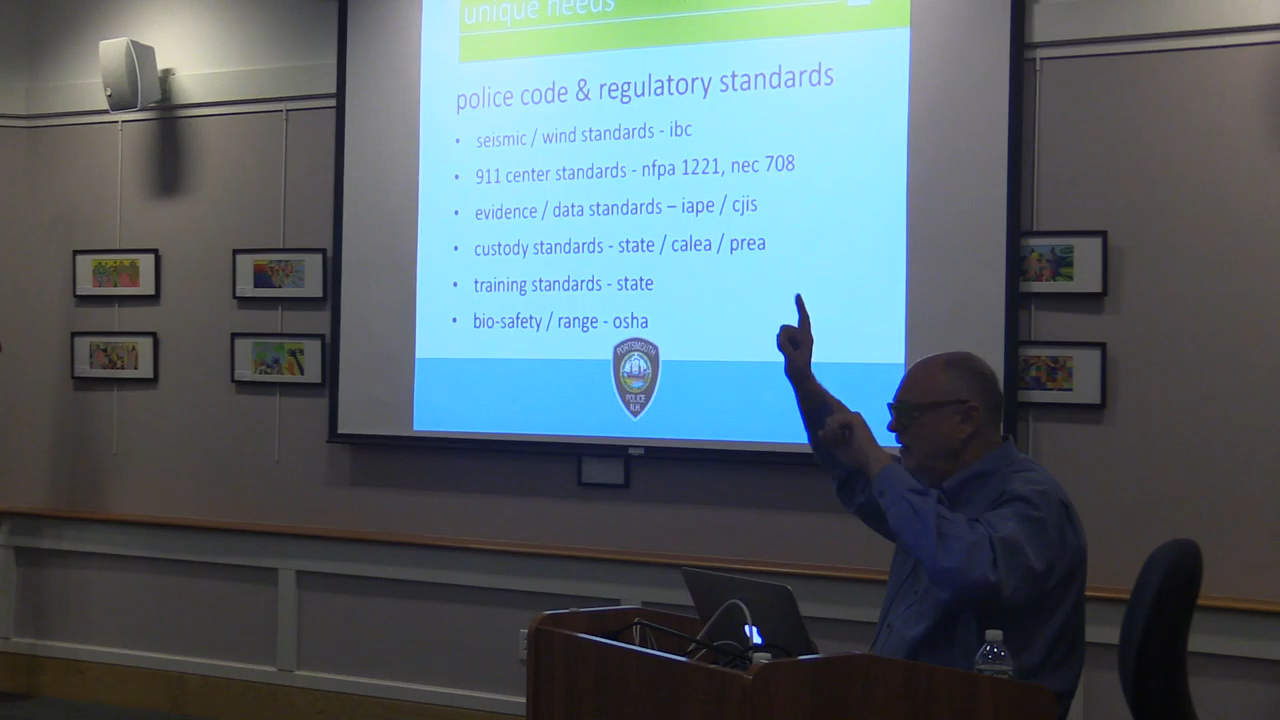 unique needs
police code & regulatory standards
• seismic / wind standards - ibc
• 911 center standards - nfpa 1221, nec 708
• evidence / data standards – iape / cjis
• custody standards - state / calea / prea
• training standards - state
• bio-safety / range - osha
PORTSMOUTH
POLICE
N.H.